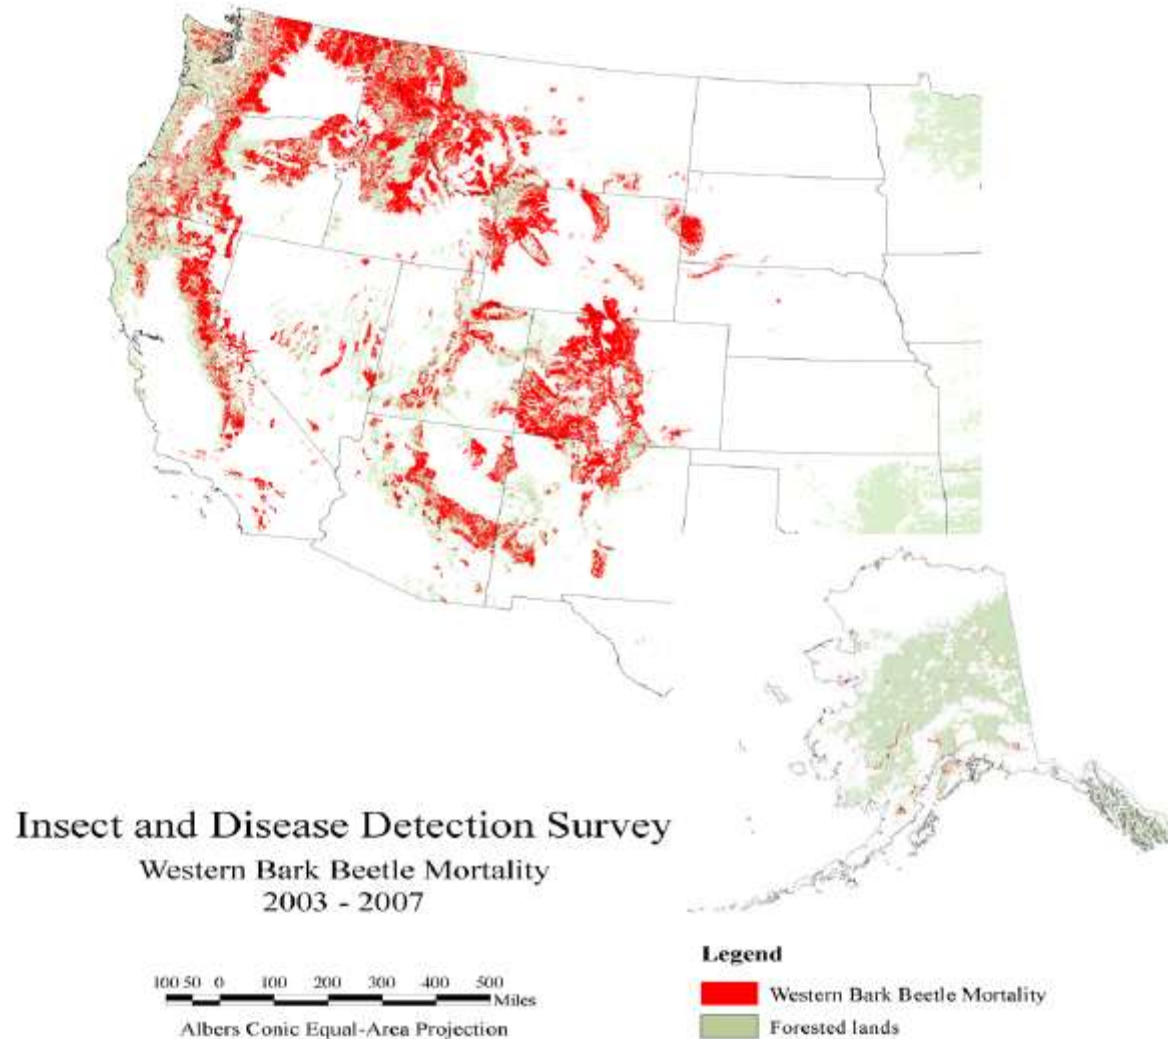 Insect and Disease Detection Survey
Western Bark Beetle Mortality
2003 - 2007
100 50 0 100 200 300 400 500
Miles
Albers Conic Equal-Area Projection
Legend
Western Bark Beetle Mortality
Forested lands